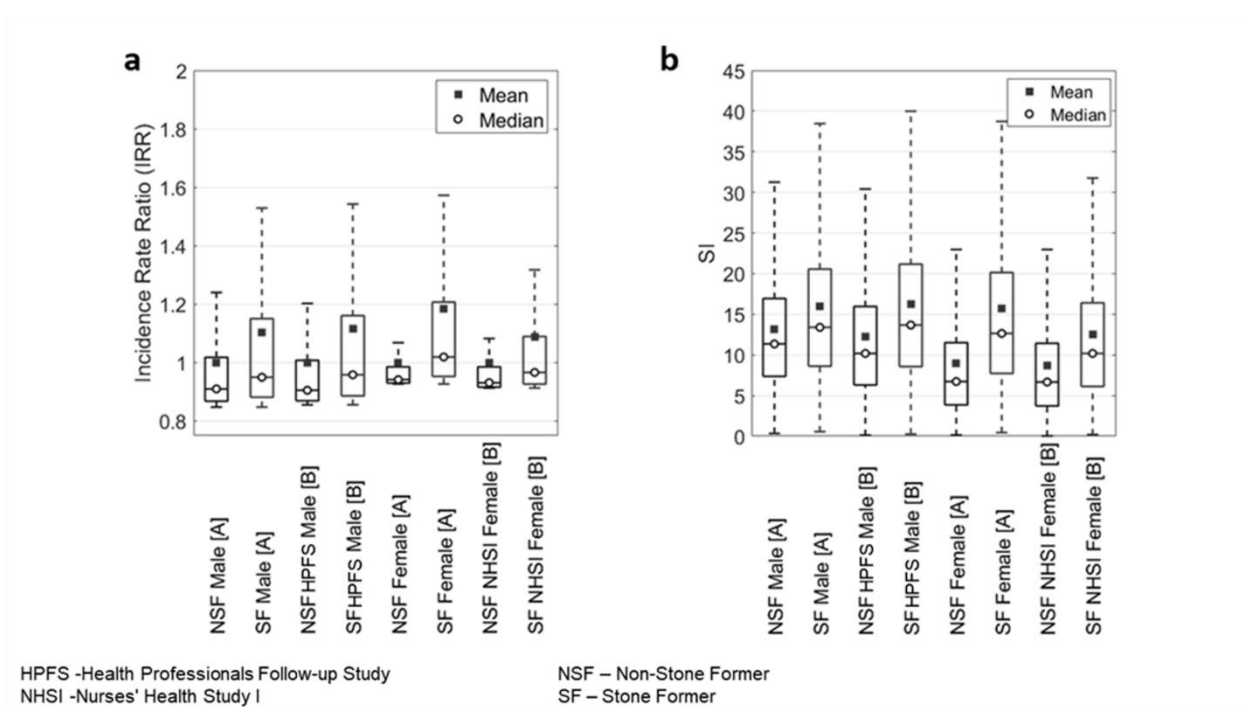 a
2
1.8
1.6
1.4
1.2
1
0.8
Incidence Rate Ratio (IRR)
Mean
Median
NSF Male [A]
SF Male [A]
NSF HPFS Male [B]
SF HPFS Male [B]
NSF Female [A]
SF Female [A]
NSF NHSI Female [B]
SF NHSI Female [B]
b
45
40
35
30
25
20
15
10
5
0
SI
Mean
Median
NSF Male [A]
SF Male [A]
NSF HPFS Male [B]
SF HPFS Male [B]
NSF Female [A]
SF Female [A]
NSF NHSI Female [B]
SF NHSI Female [B]
HPFS -Health Professionals Follow-up Study
NHSI -Nurses' Health Study I
NSF – Non-Stone Former
SF – Stone Former